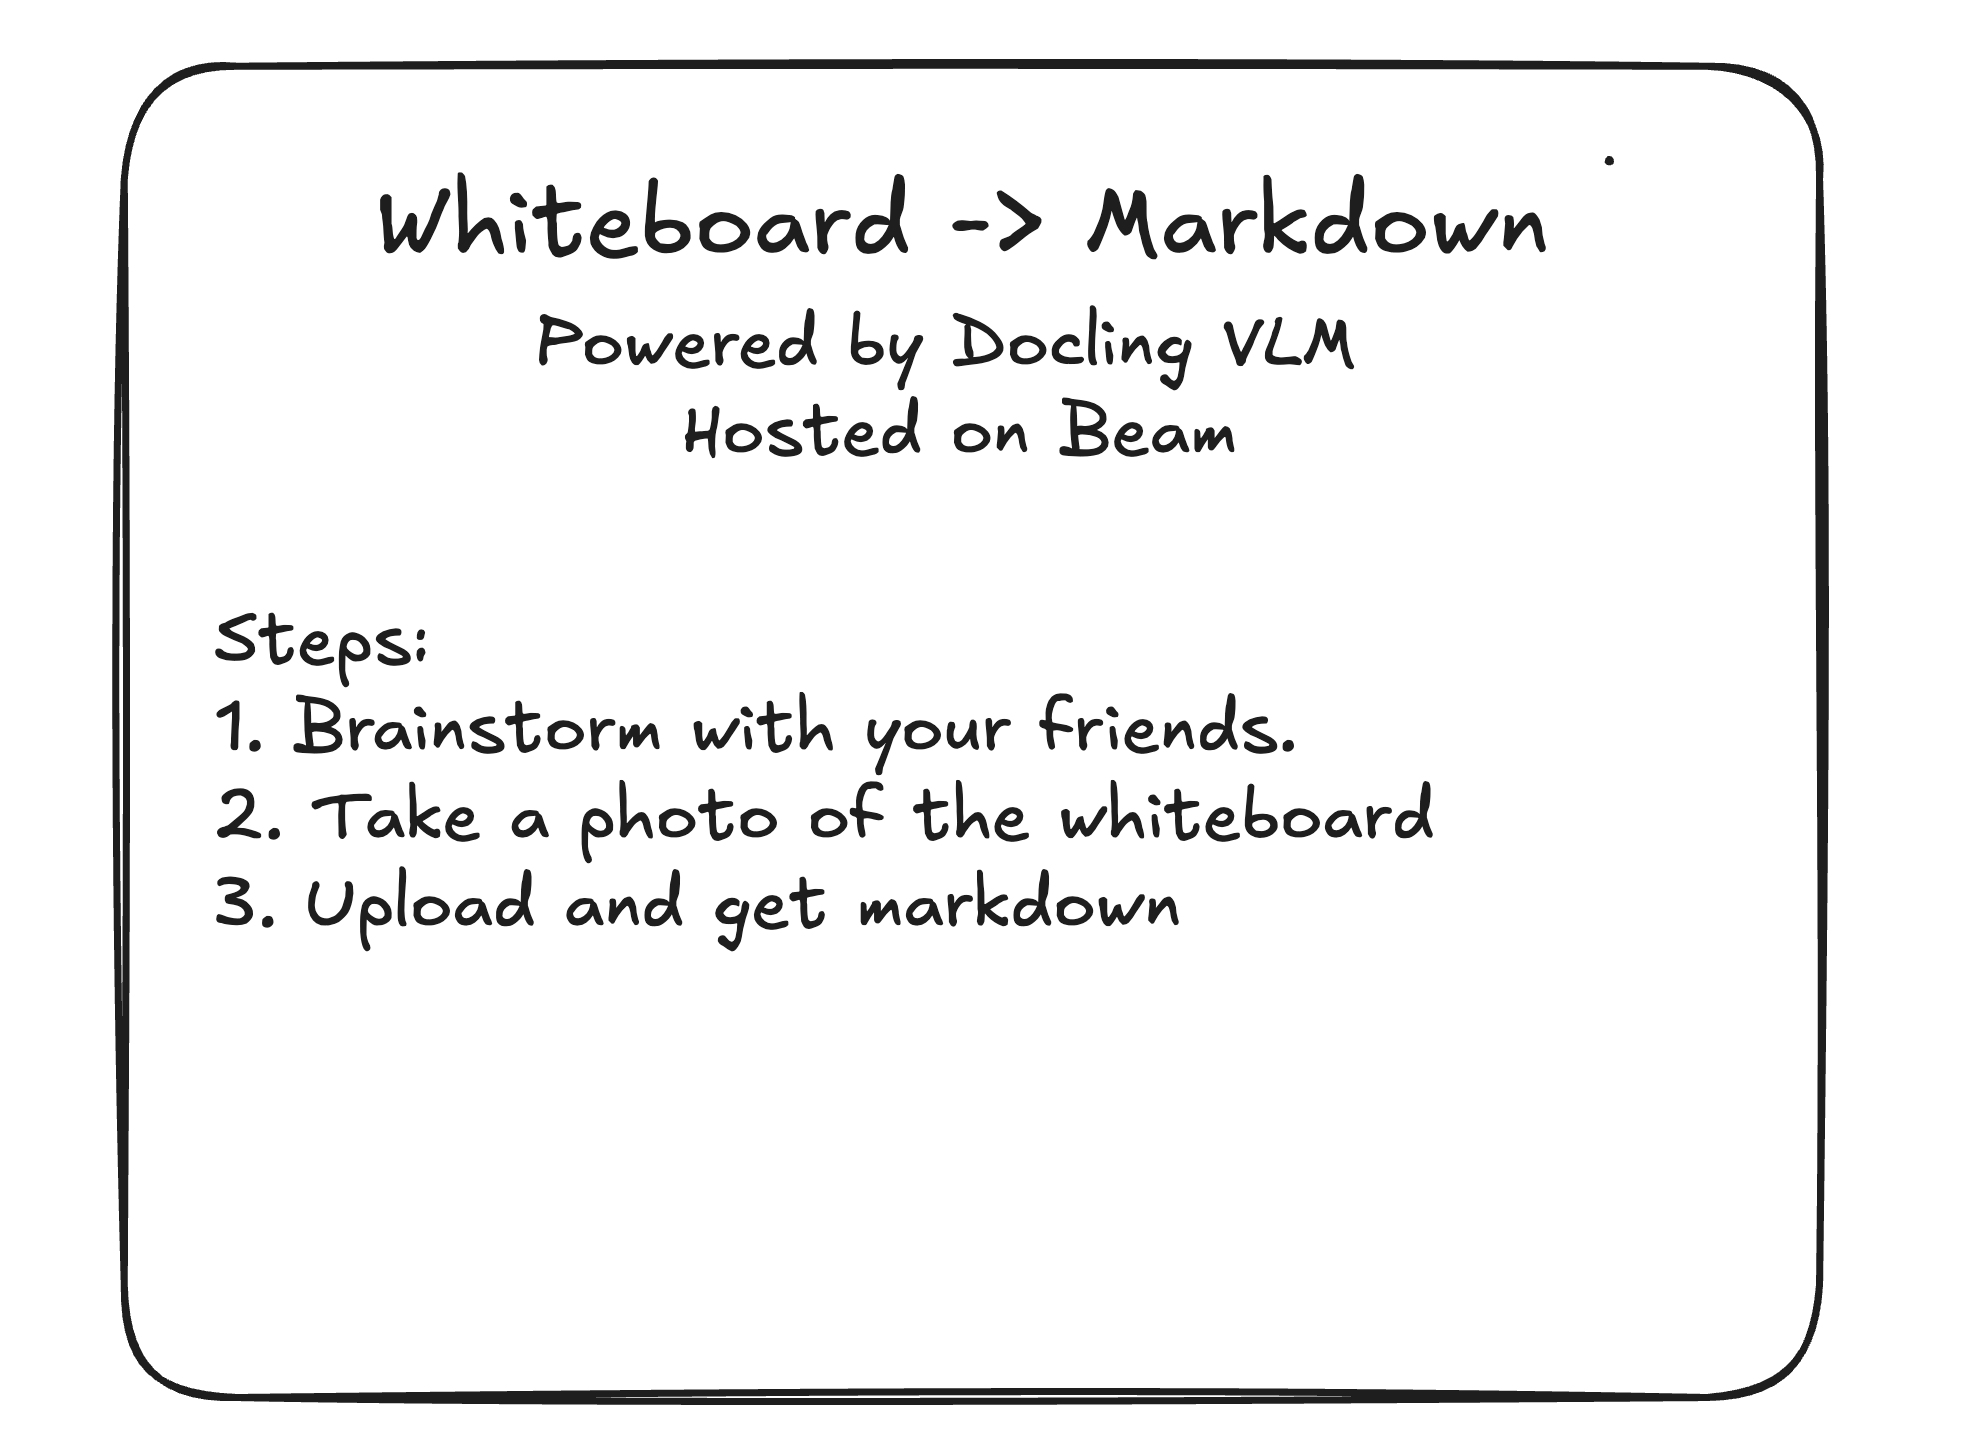 Whiteboard -> Markdown
Powered by Docling VLM
Hosted on Beam
Steps:
1. Brainstorm with your friends.
2. Take a photo of the whiteboard
3. Upload and get markdown